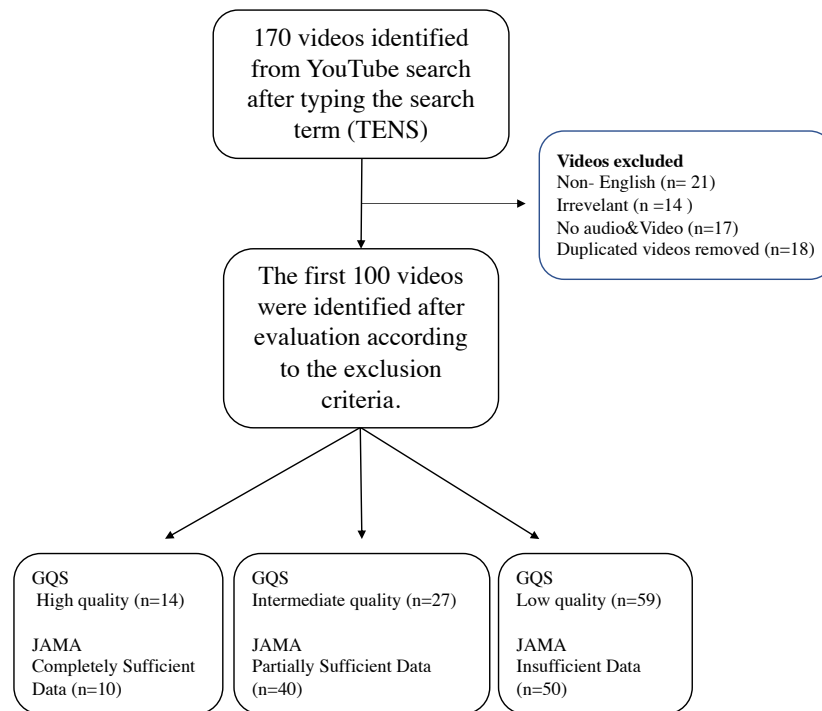 170 videos identified
from YouTube search
after typing the search
term (TENS)
Videos excluded
Non- English (n= 21)
Irrevelant (n =14 )
No audio&Video (n=17)
Duplicated videos removed (n=18)
The first 100 videos
were identified after
evaluation according
to the exclusion
criteria.
GQS
High quality (n=14)
JAMA
Completely Sufficient
Data (n=10)
GQS
Intermediate quality (n=27)
JAMA
Partially Sufficient Data
(n=40)
GQS
Low quality (n=59)
JAMA
Insufficient Data
(n=50)